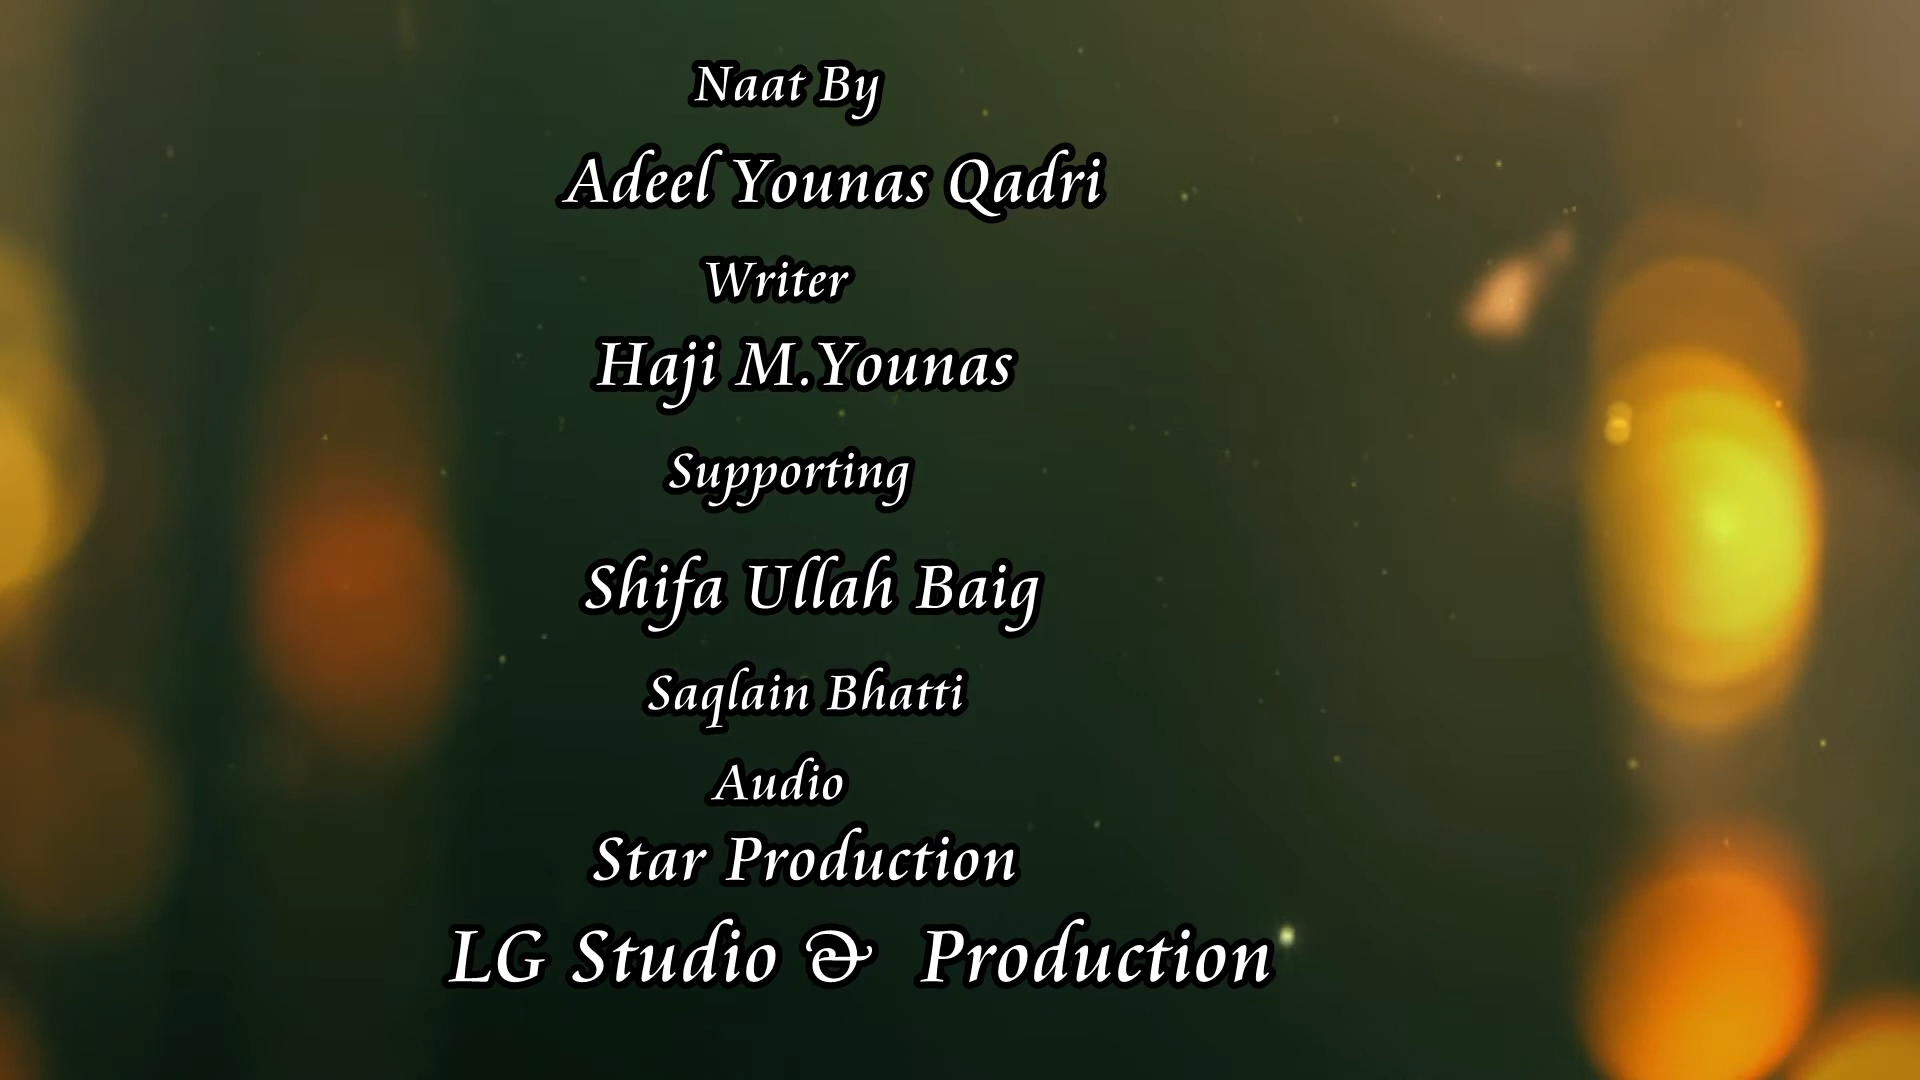 Naat By
Adeel Younas Qadri
Writer
Haji M.Younas
Supporting
Shifa Ullah Baig
Saqlain Bhatti
Audio
Star Production
LG Studio & Production